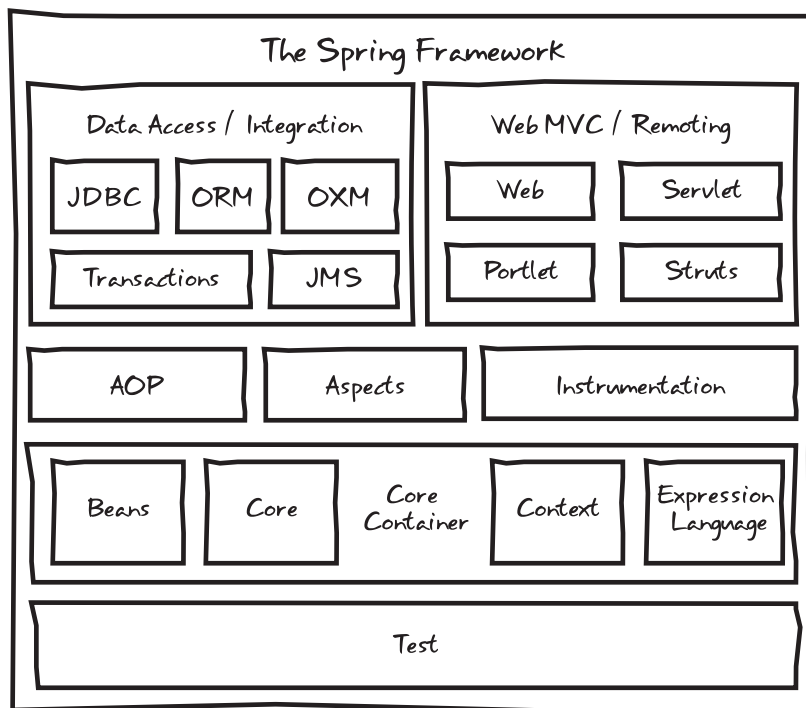 The Spring Framework
Data Access / Integration
JDBC
ORM
OXM
Transactions
JMS
Web MVC / Remoting
Web
Servlet
Portlet
Struts
AOP
Aspects
Instrumentation
Beans
Core
Core
Container
Context
Expression
Language
Test